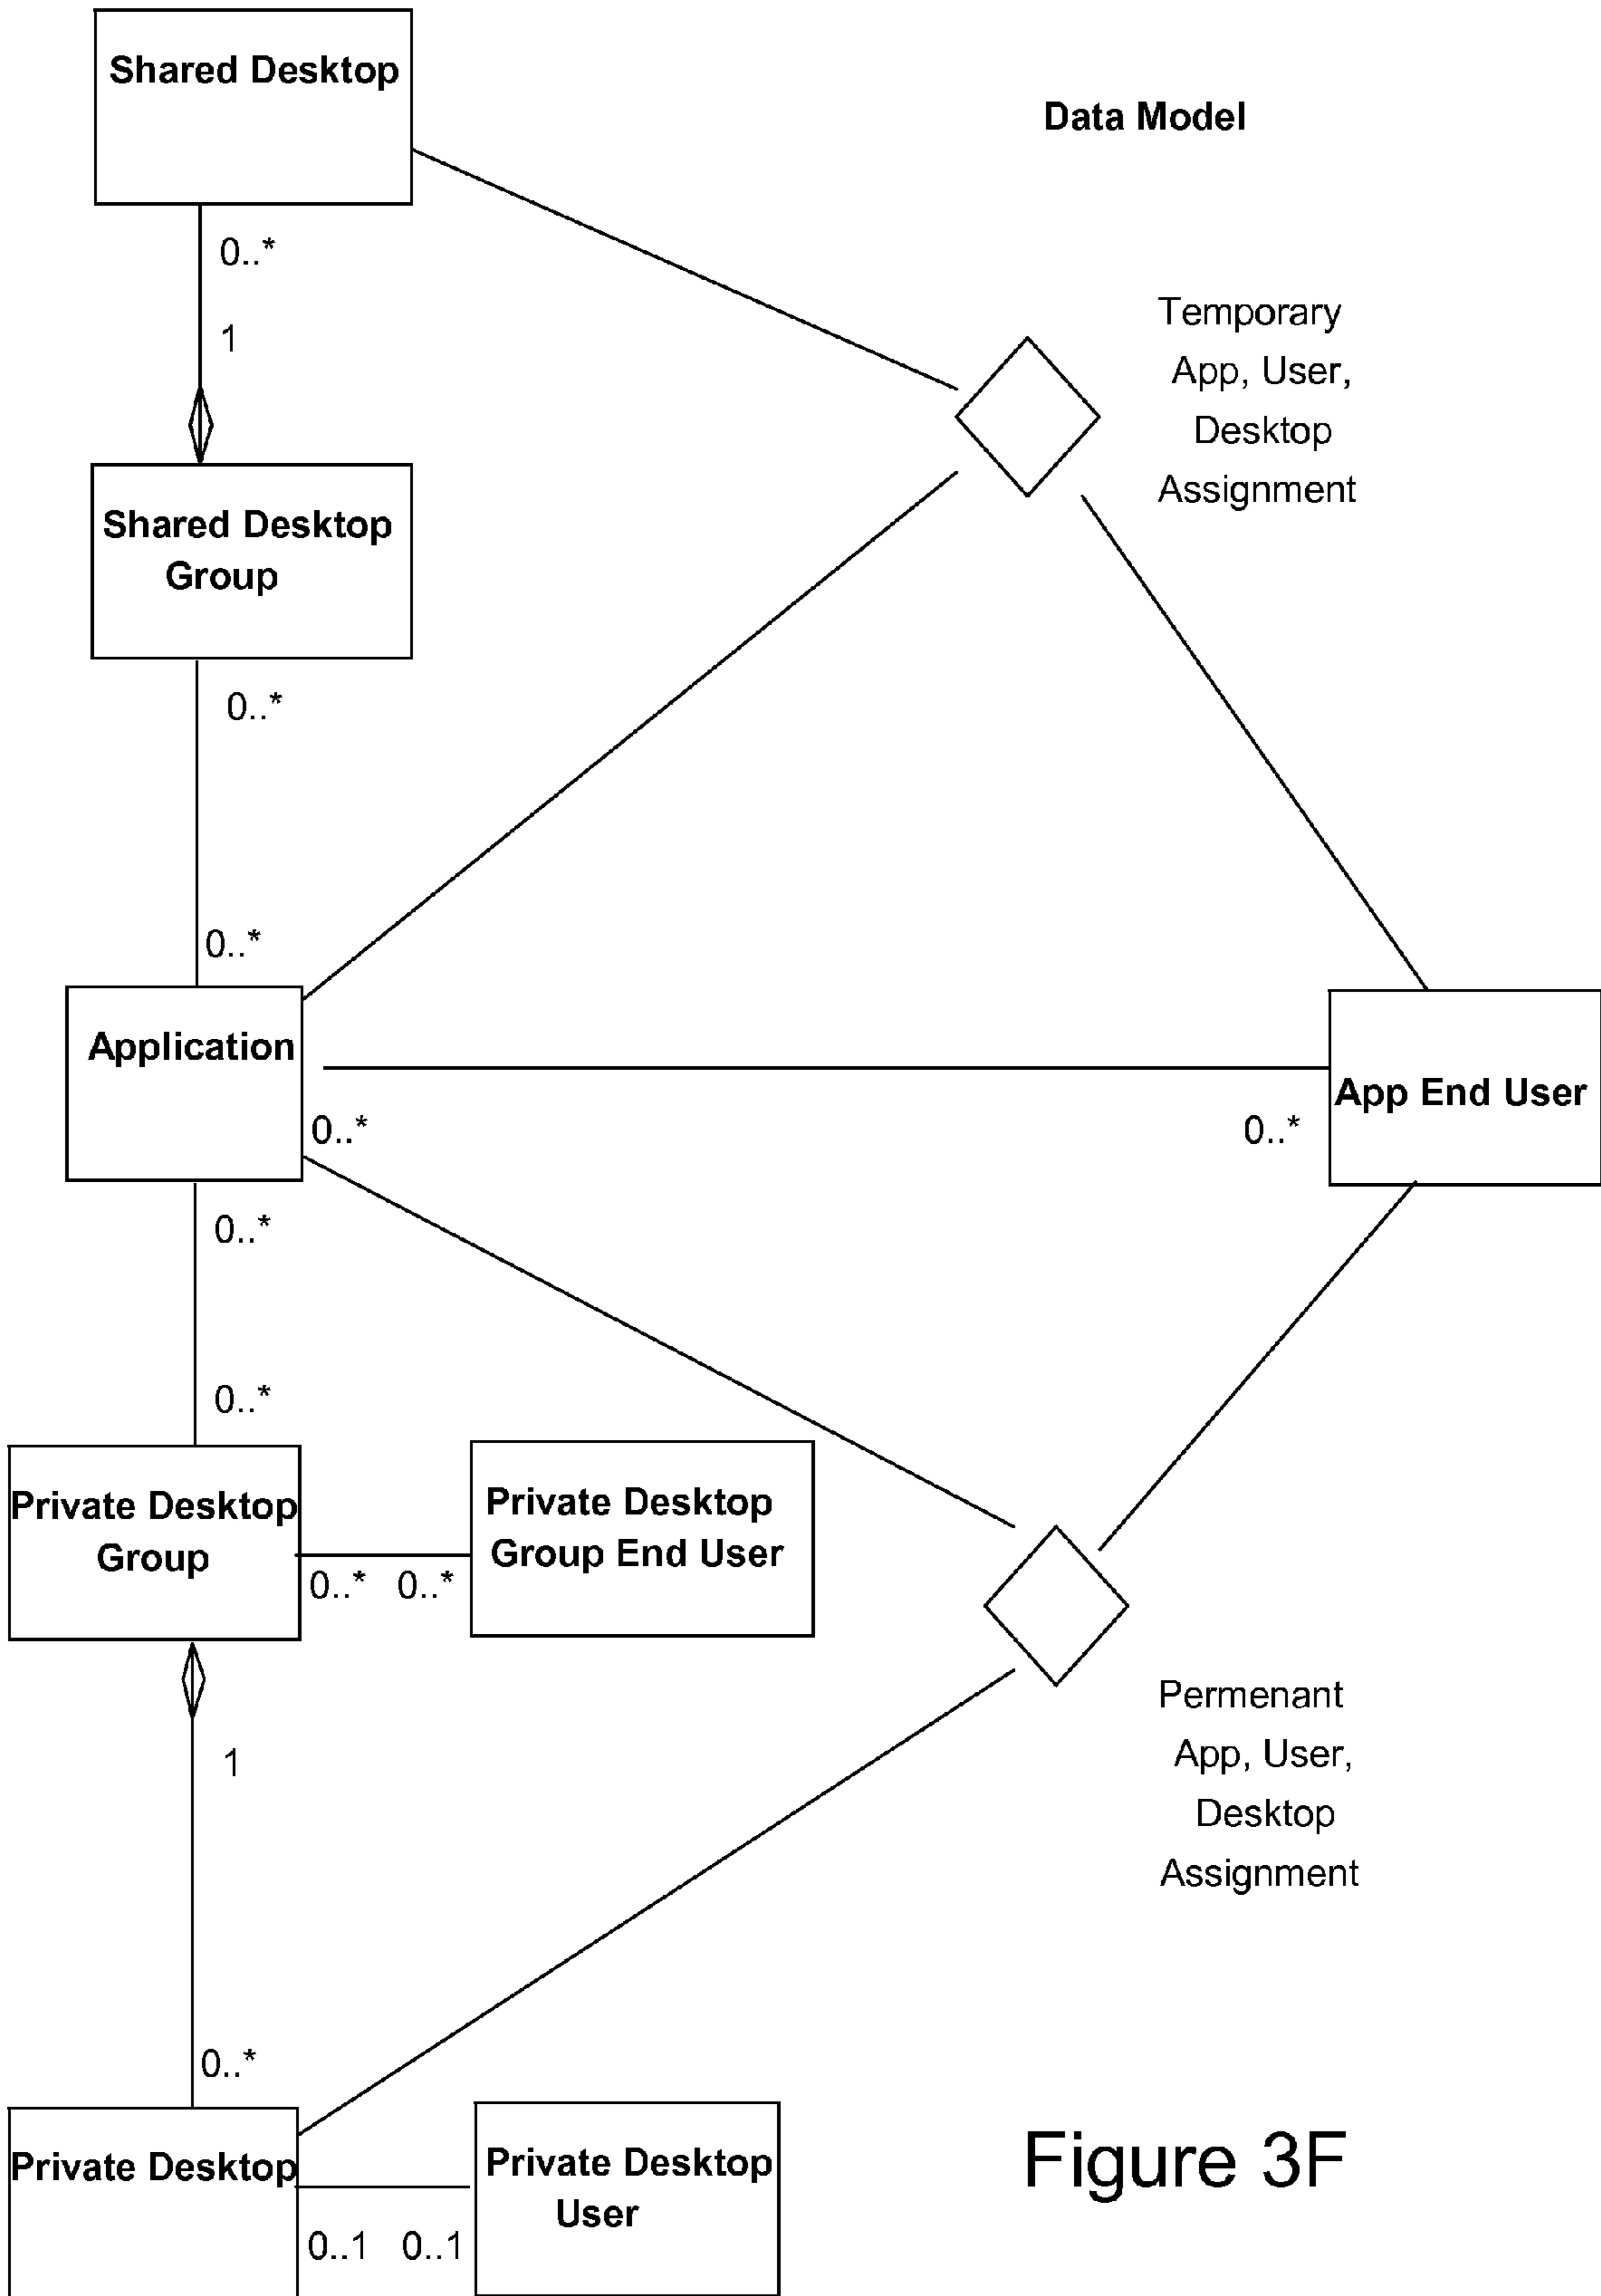 Shared Desktop
Data Model
0..*
1
Temporary
App, User,
Desktop
Assignment
Shared Desktop
Group
0..*
0..*
Application
App End User
0..*
0..*
0..*
0..*
Private Desktop
Group
Private Desktop
Group End User
0..* 0..*
Permenant
App, User,
Desktop
Assignment
1
0..*
Private Desktop
Private Desktop
User
0..1 0..1
Figure 3F